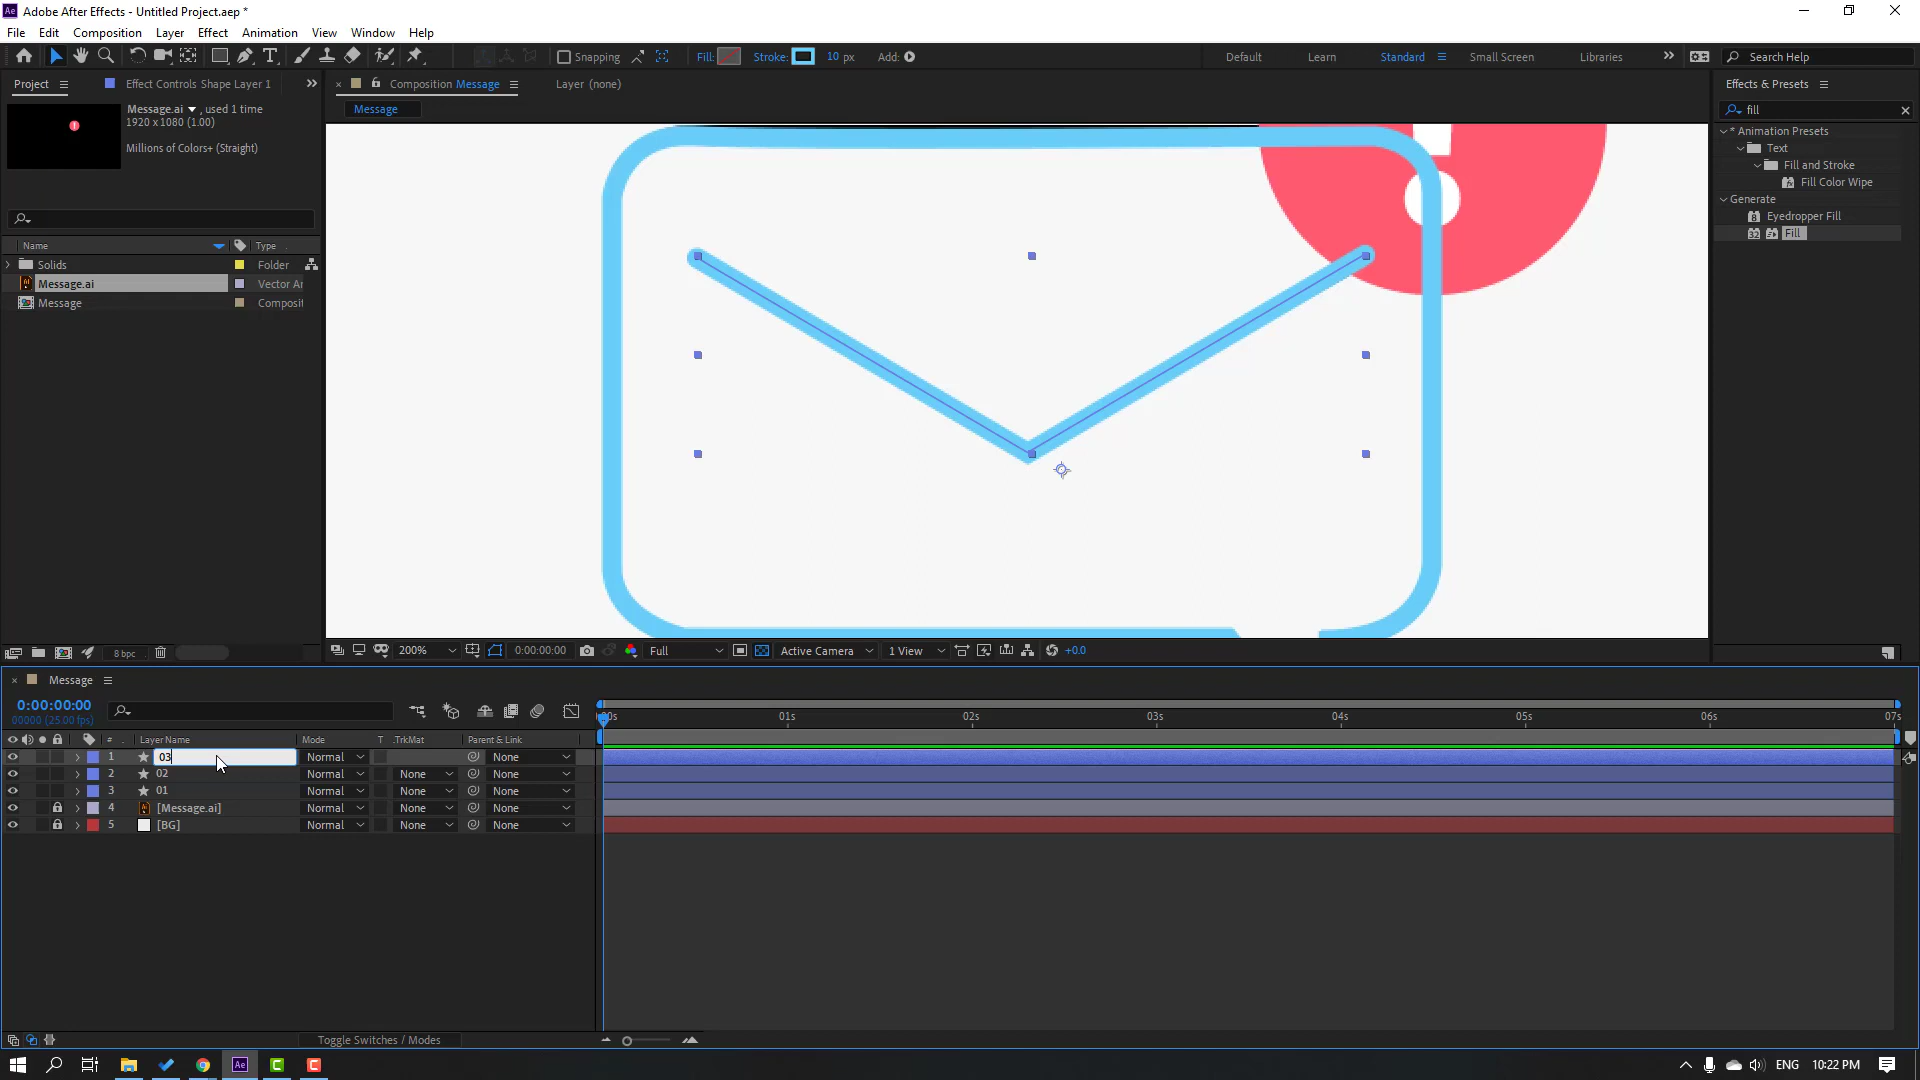 Adobe After Effects - Untitled Project.aep *
File Edit Composition Layer Effect Animation View Window Help
Snapping Fill: Stroke: 10 px Add: Default Learn Standard Small Screen Libraries Search Help
Project Effect Controls Shape Layer 1 Composition Message Layer (none) Effects & Presets
Message.ai , used 1 time
1920 x 1080 (1.00)
Millions of Colors+ (Straight)
Message
fill
* Animation Presets
Text
Fill and Stroke
Fill Color Wipe
Generate
Eyedropper Fill
Fill
Name Type
Solids Folder
Message.ai Vector Ar
Message Composit
8 bpc
200% 0:00:00:00 Full Active Camera 1 View +0.0
Message
0:00:00:00
00000 (25.00 fps)
:00s 01s 02s 03s 04s 05s 06s 07s
# Layer Name Mode T .TrkMat Parent & Link
1 03 Normal None
2 02 Normal None None
3 01 Normal None None
4 [Message.ai] Normal None None
5 [BG] Normal None None
Toggle Switches / Modes
ENG 10:22 PM